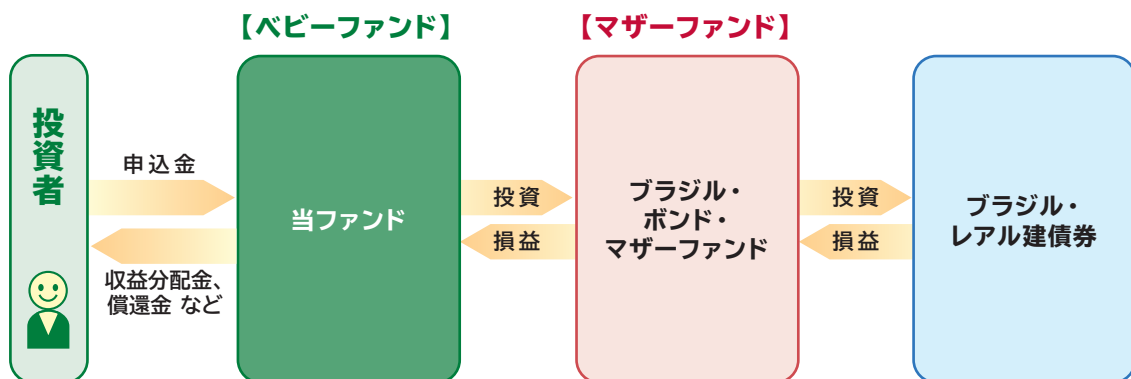 【ベビーファンド】
【マザーファンド】
投資者
申込金
収益分配金、
償還金 など
当ファンド
投資
損益
ブラジル・
ボンド・
マザーファンド
投資
損益
ブラジル・
レアル建債券